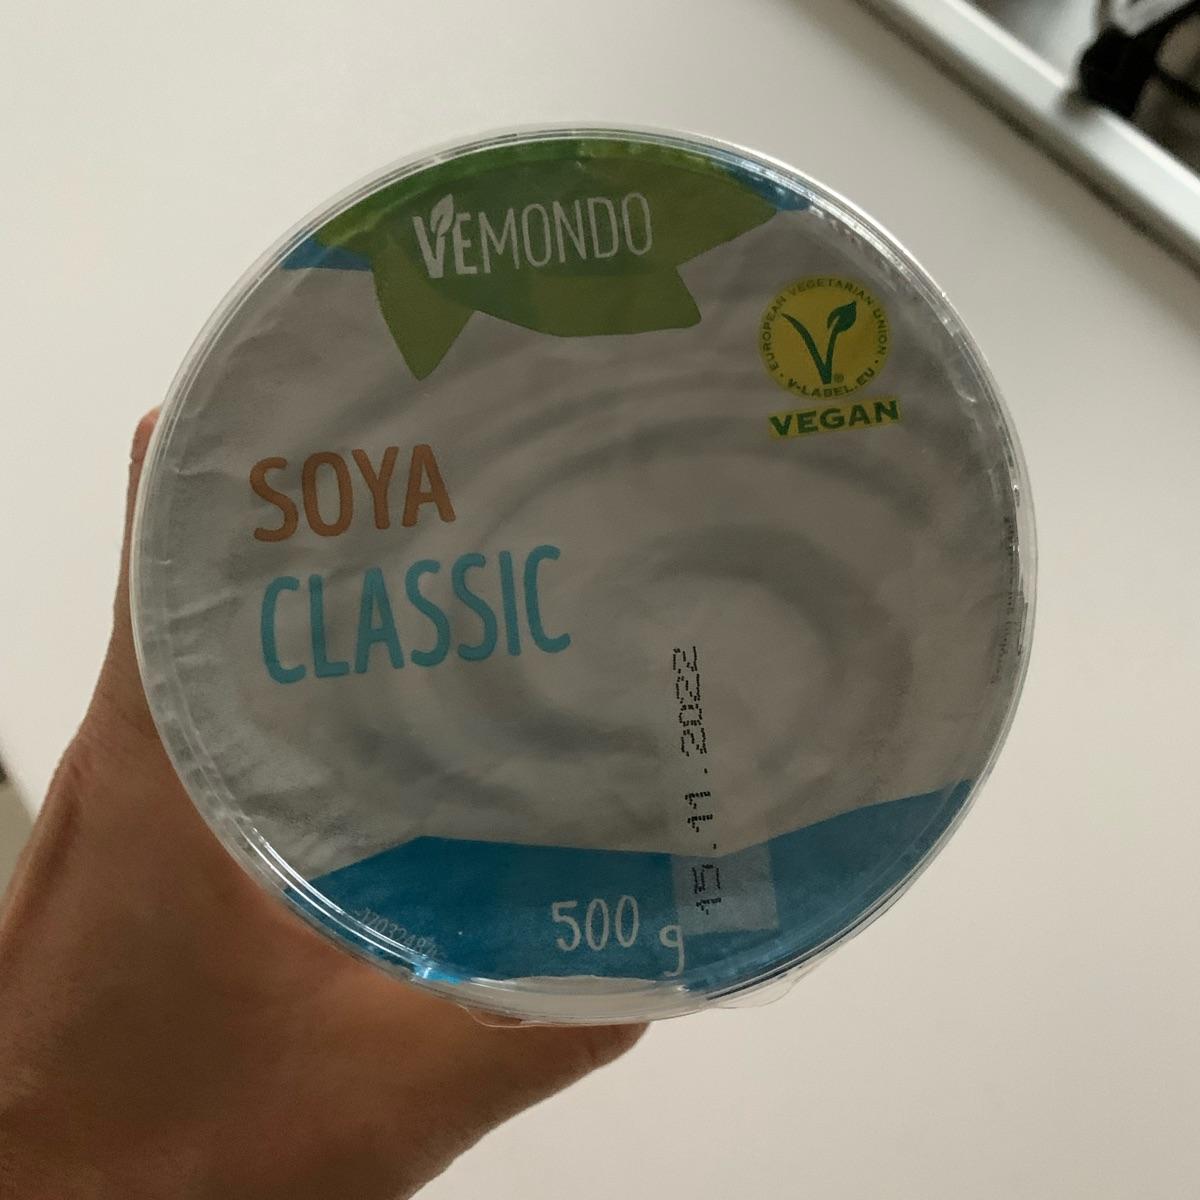 VEMONDO
EUROPEAN VEGETARIAN UNION
V-LABEL.EU
VEGAN
SOYA
CLASSIC
15.11.2022
500 g